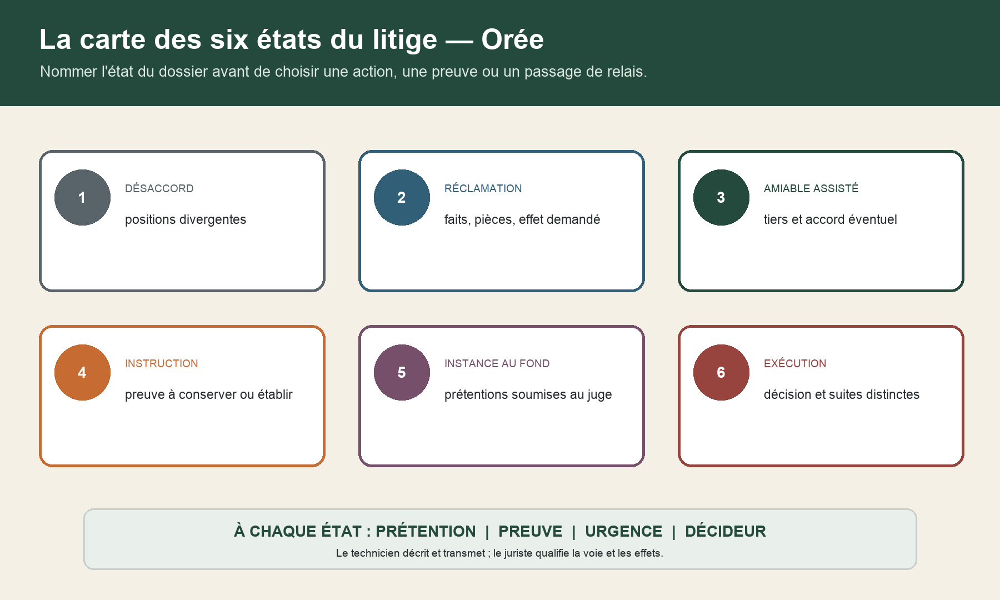 La carte des six états du litige — Orée
Nommer l'état du dossier avant de choisir une action, une preuve ou un passage de relais.
1
DÉSACCORD
positions divergentes
2
RÉCLAMATION
faits, pièces, effet demandé
3
AMIABLE ASSISTÉ
tiers et accord éventuel
4
INSTRUCTION
preuve à conserver ou établir
5
INSTANCE AU FOND
prétentions soumises au juge
6
EXÉCUTION
décision et suites distinctes
À CHAQUE ÉTAT : PRÉTENTION | PREUVE | URGENCE | DÉCIDEUR
Le technicien décrit et transmet ; le juriste qualifie la voie et les effets.